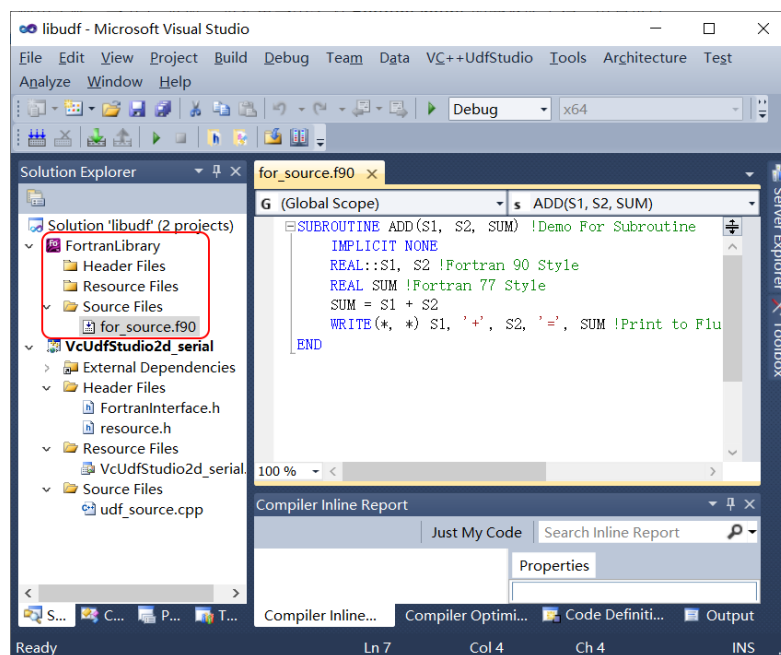 libudf - Microsoft Visual Studio
File Edit View Project Build Debug Team Data VC++UdfStudio Tools Architecture Test
Analyze Window Help
Debug x64
Solution Explorer
for_source.f90
(Global Scope) ADD(S1, S2, SUM)
Solution 'libudf' (2 projects)
FortranLibrary
Header Files
Resource Files
Source Files
for_source.f90
VcUdfStudio2d_serial
External Dependencies
Header Files
FortranInterface.h
resource.h
Resource Files
VcUdfStudio2d_serial.
Source Files
udf_source.cpp
SUBROUTINE ADD(S1, S2, SUM) !Demo For Subroutine
IMPLICIT NONE
REAL::S1, S2 !Fortran 90 Style
REAL SUM !Fortran 77 Style
SUM = S1 + S2
WRITE(*, *) S1, '+', S2, '=', SUM !Print to Flu
END
100 %
Compiler Inline Report
Just My Code Search Inline Report
Properties
S... C... P... T...
Compiler Inline... Compiler Optimi... Code Definiti... Output
Server Explorer
Toolbox
Ready Ln 7 Col 4 Ch 4 INS